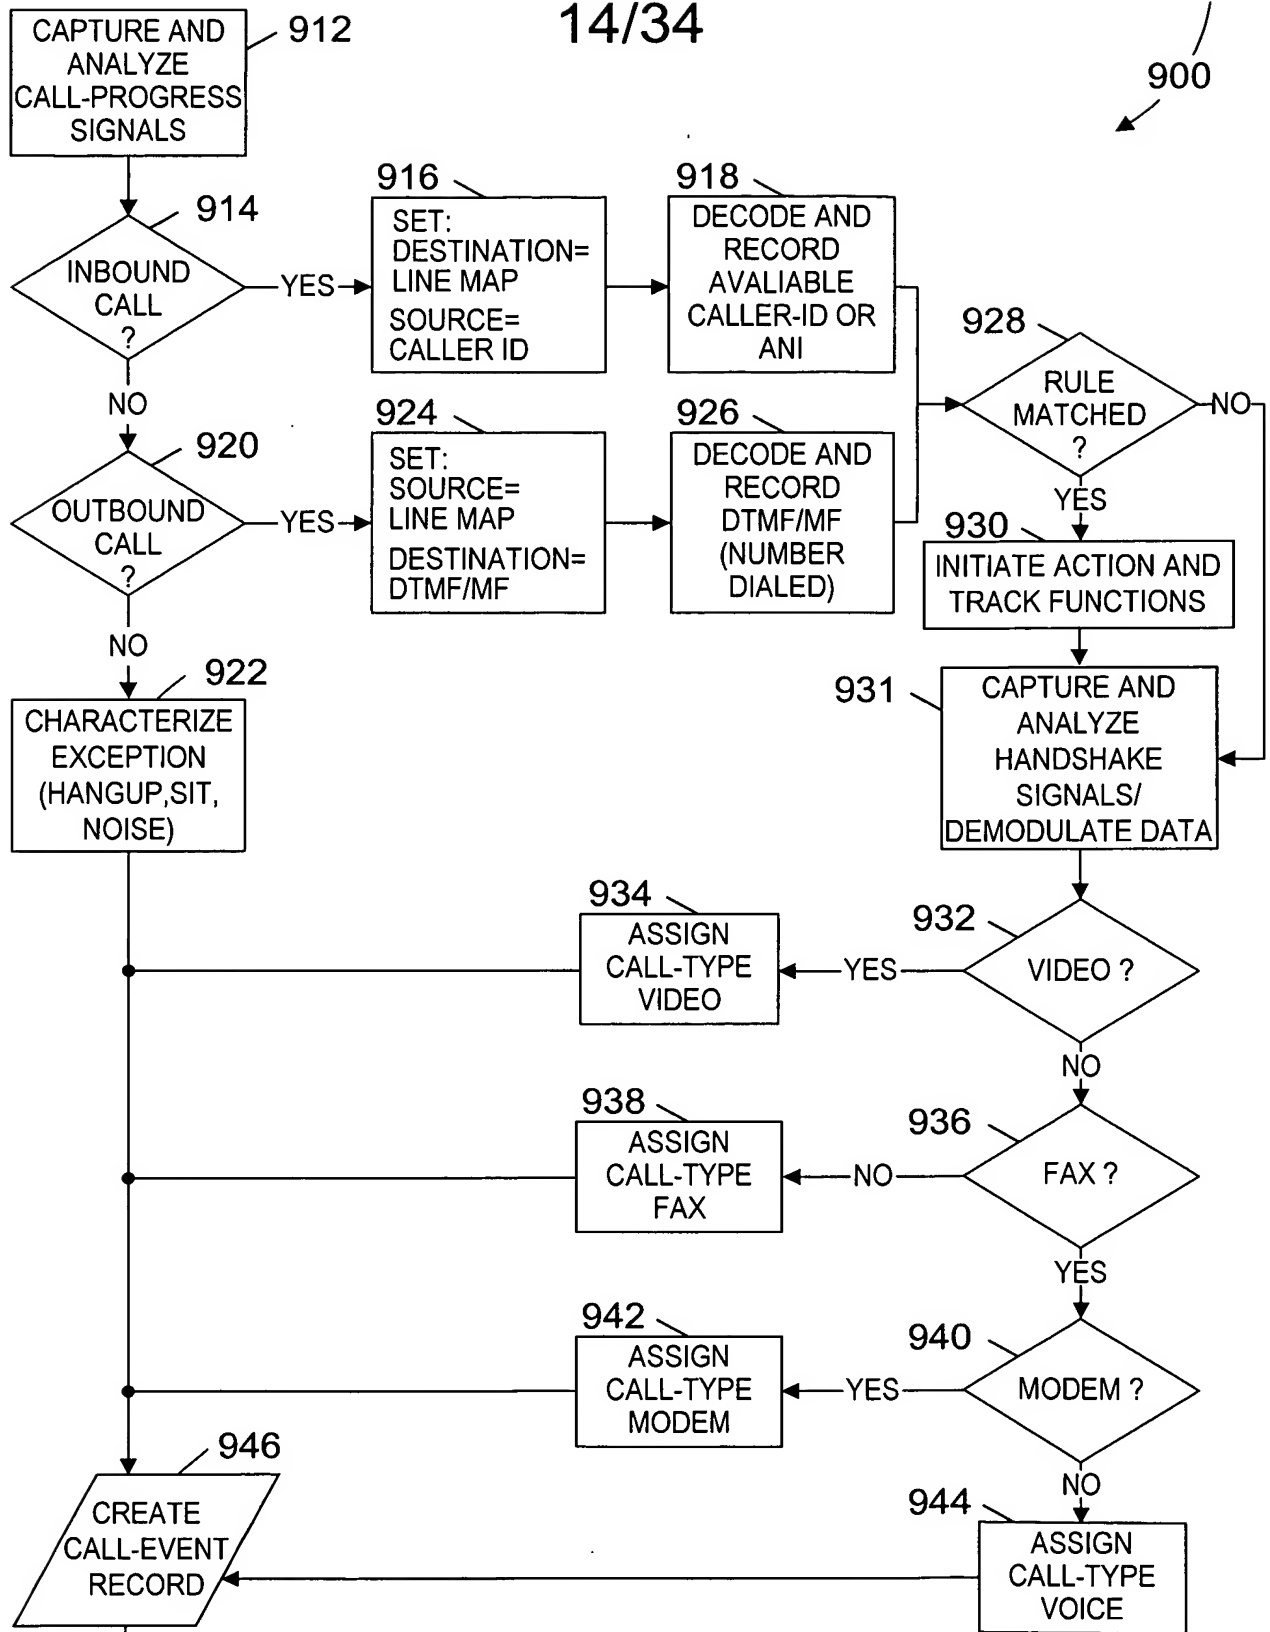 14/34
900
912
CAPTURE AND
ANALYZE
CALL-PROGRESS
SIGNALS
914
INBOUND
CALL
?
YES
NO
916
SET:
DESTINATION=
LINE MAP
SOURCE=
CALLER ID
918
DECODE AND
RECORD
AVALIABLE
CALLER-ID OR
ANI
920
OUTBOUND
CALL
?
YES
NO
924
SET:
SOURCE=
LINE MAP
DESTINATION=
DTMF/MF
926
DECODE AND
RECORD
DTMF/MF
(NUMBER
DIALED)
928
RULE
MATCHED
?
NO
YES
930
INITIATE ACTION AND
TRACK FUNCTIONS
922
CHARACTERIZE
EXCEPTION
(HANGUP,SIT,
NOISE)
931
CAPTURE AND
ANALYZE
HANDSHAKE
SIGNALS/
DEMODULATE DATA
932
VIDEO ?
YES
NO
934
ASSIGN
CALL-TYPE
VIDEO
936
FAX ?
NO
YES
938
ASSIGN
CALL-TYPE
FAX
940
MODEM ?
YES
NO
942
ASSIGN
CALL-TYPE
MODEM
944
ASSIGN
CALL-TYPE
VOICE
946
CREATE
CALL-EVENT
RECORD